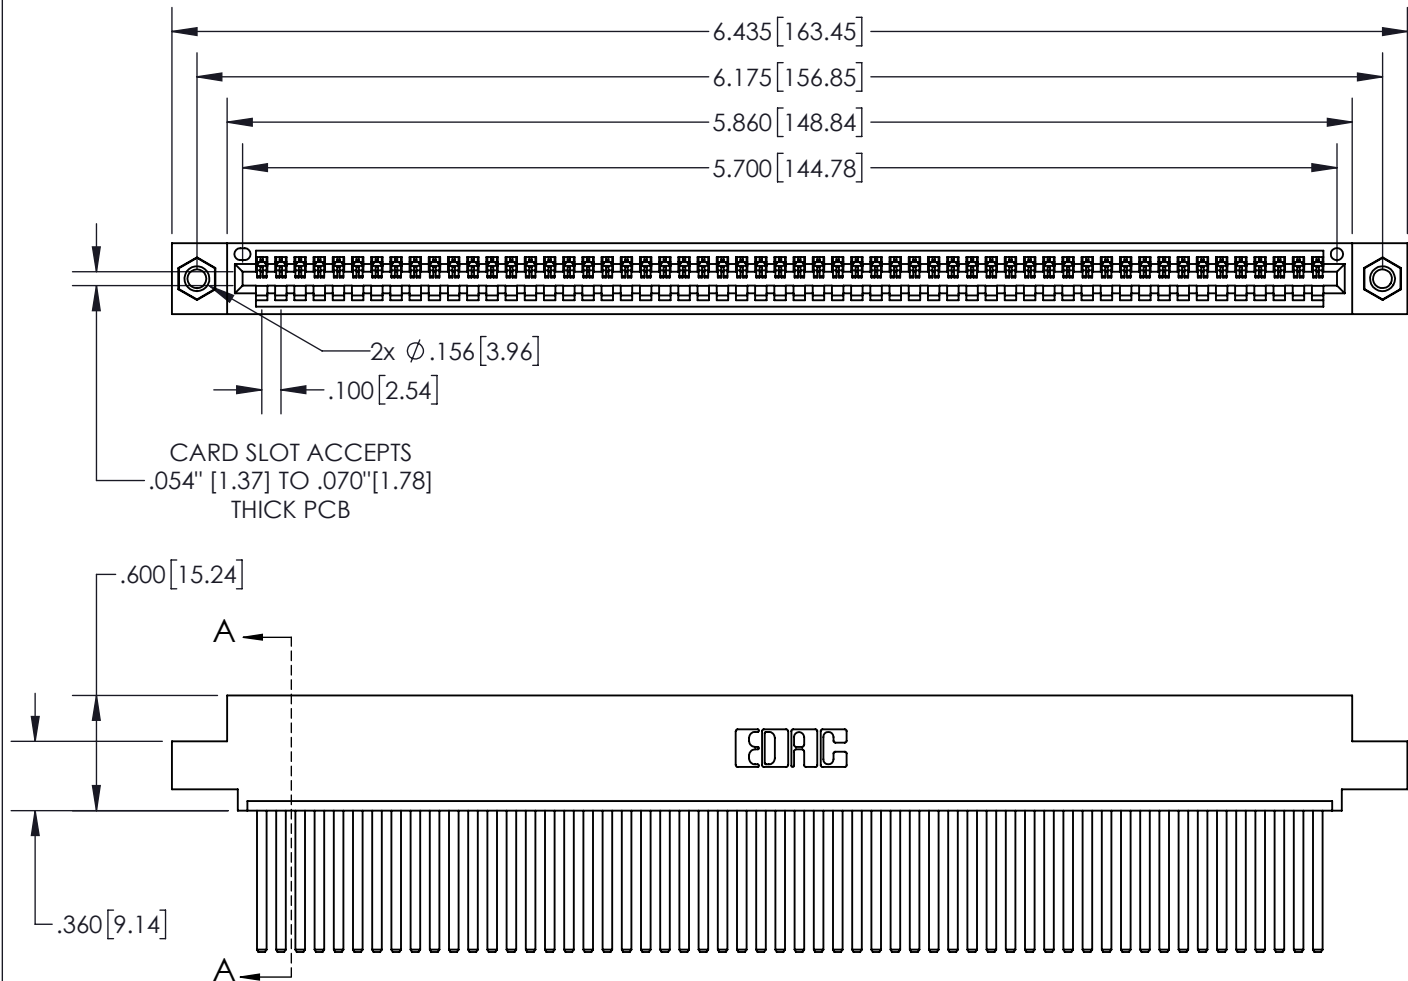 6.435[163.45]
6.175[156.85]
5.860[148.84]
5.700[144.78]
2x Ø.156[3.96]
.100[2.54]
CARD SLOT ACCEPTS
.054" [1.37] TO .070"[1.78]
THICK PCB
.600[15.24]
A
EDAC
.360[9.14]
A